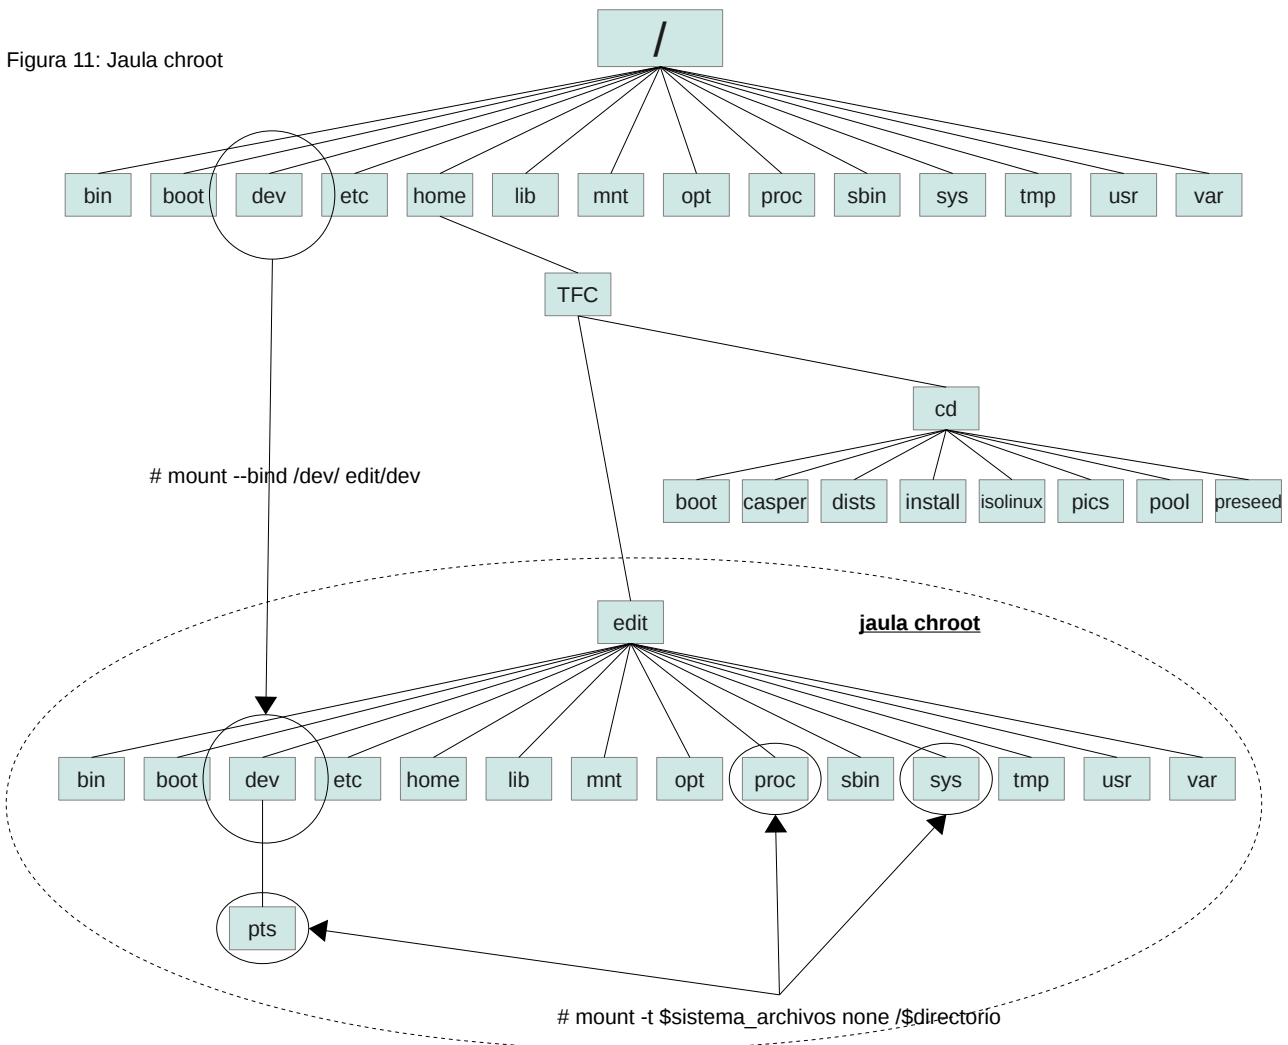 /
Figura 11: Jaula chroot
bin boot dev etc home lib mnt opt proc sbin sys tmp usr var
TFC
cd
# mount --bind /dev/ edit/dev
boot casper dists install isolinux pics pool preseed
edit
jaula chroot
bin boot dev etc home lib mnt opt proc sbin sys tmp usr var
pts
# mount -t $sistema_archivos none /$directorio